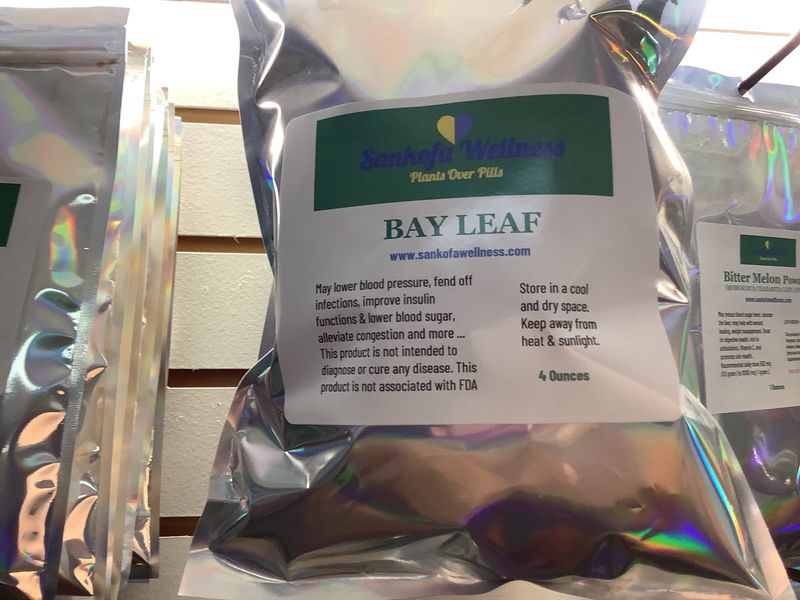 Sankofa Wellness
Plants Over Pills
BAY LEAF
www.sankofawellness.com
May lower blood pressure, fend off
infections, improve insulin
functions & lower blood sugar,
alleviate congestion and more ...
This product is not intended to
diagnose or cure any disease. This
product is not associated with FDA
Store in a cool
and dry space.
Keep away from
heat & sunlight.
4 Ounces
Bitter Melon
www.sankofawellness.com